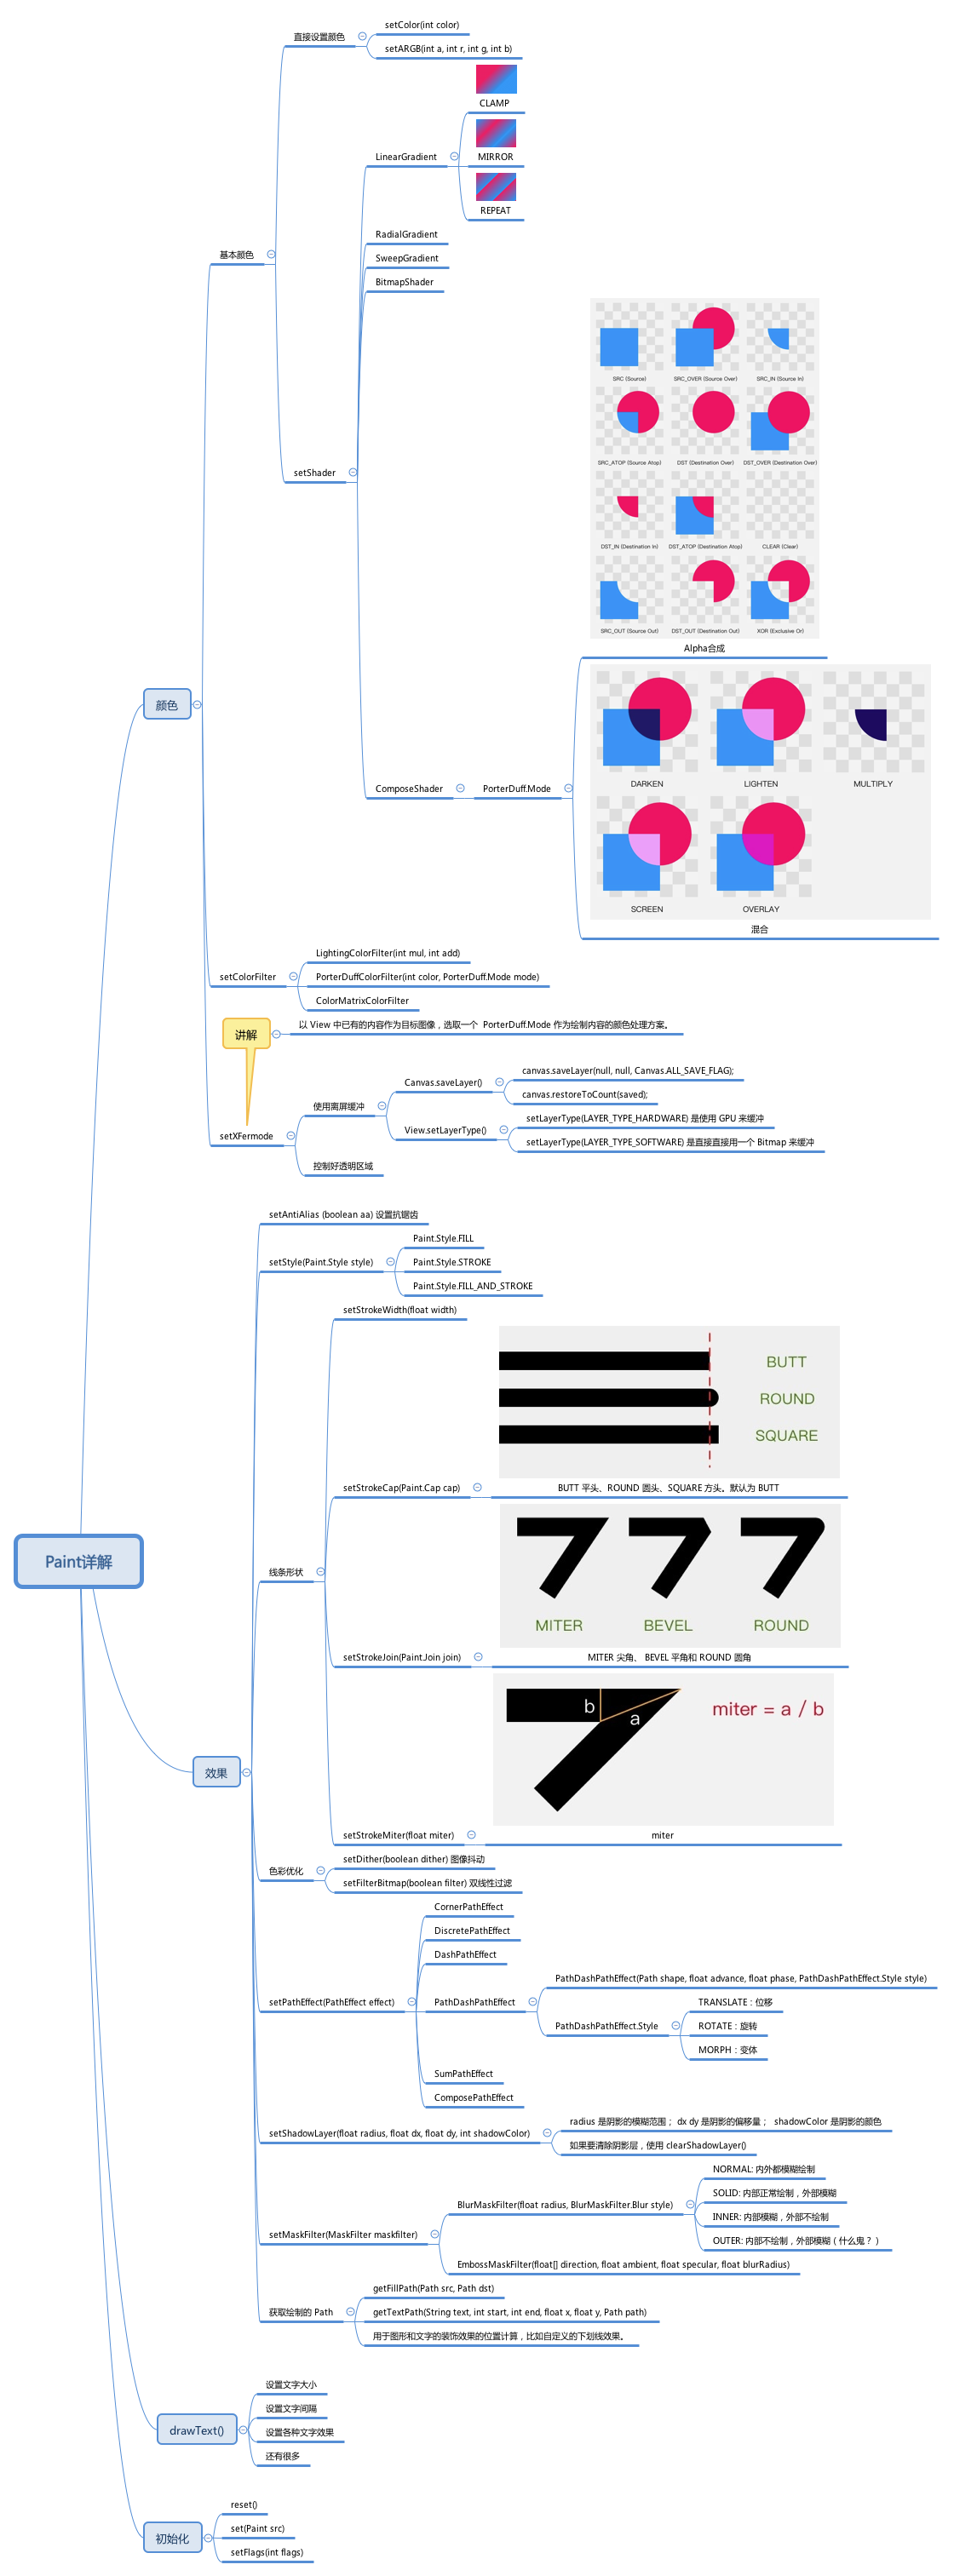 Paint详解
颜色
基本颜色
直接设置颜色
setColor(int color)
setARGB(int a, int r, int g, int b)
setShader
LinearGradient
CLAMP
MIRROR
REPEAT
RadialGradient
SweepGradient
BitmapShader
ComposeShader
PorterDuff.Mode
SRC (Source)
SRC_OVER (Source Over)
SRC_IN (Source In)
SRC_ATOP (Source Atop)
DST (Destination Over)
DST_OVER (Destination Over)
DST_IN (Destination In)
DST_ATOP (Destination Atop)
CLEAR (Clear)
SRC_OUT (Source Out)
DST_OUT (Destination Out)
XOR (Exclusive Or)
Alpha合成
DARKEN
LIGHTEN
MULTIPLY
SCREEN
OVERLAY
混合
setColorFilter
LightingColorFilter(int mul, int add)
PorterDuffColorFilter(int color, PorterDuff.Mode mode)
ColorMatrixColorFilter
讲解
以 View 中已有的内容作为目标图像，选取一个 PorterDuff.Mode 作为绘制内容的颜色处理方案。
setXFermode
使用离屏缓冲
Canvas.saveLayer()
canvas.saveLayer(null, null, Canvas.ALL_SAVE_FLAG);
canvas.restoreToCount(saved);
View.setLayerType()
setLayerType(LAYER_TYPE_HARDWARE) 是使用 GPU 来缓冲
setLayerType(LAYER_TYPE_SOFTWARE) 是直接直接用一个 Bitmap 来缓冲
控制好透明区域
效果
setAntiAlias (boolean aa) 设置抗锯齿
setStyle(Paint.Style style)
Paint.Style.FILL
Paint.Style.STROKE
Paint.Style.FILL_AND_STROKE
线条形状
setStrokeWidth(float width)
setStrokeCap(Paint.Cap cap)
BUTT
ROUND
SQUARE
BUTT 平头、ROUND 圆头、SQUARE 方头。默认为 BUTT
setStrokeJoin(Paint.Join join)
MITER
BEVEL
ROUND
MITER 尖角、 BEVEL 平角和 ROUND 圆角
setStrokeMiter(float miter)
b
a
miter = a / b
miter
色彩优化
setDither(boolean dither) 图像抖动
setFilterBitmap(boolean filter) 双线性过滤
setPathEffect(PathEffect effect)
CornerPathEffect
DiscretePathEffect
DashPathEffect
PathDashPathEffect
PathDashPathEffect(Path shape, float advance, float phase, PathDashPathEffect.Style style)
PathDashPathEffect.Style
TRANSLATE：位移
ROTATE：旋转
MORPH：变体
SumPathEffect
ComposePathEffect
setShadowLayer(float radius, float dx, float dy, int shadowColor)
radius 是阴影的模糊范围； dx dy 是阴影的偏移量； shadowColor 是阴影的颜色
如果要清除阴影层，使用 clearShadowLayer()
setMaskFilter(MaskFilter maskfilter)
BlurMaskFilter(float radius, BlurMaskFilter.Blur style)
NORMAL: 内外都模糊绘制
SOLID: 内部正常绘制，外部模糊
INNER: 内部模糊，外部不绘制
OUTER: 内部不绘制，外部模糊（什么鬼？）
EmbossMaskFilter(float[] direction, float ambient, float specular, float blurRadius)
获取绘制的 Path
getFillPath(Path src, Path dst)
getTextPath(String text, int start, int end, float x, float y, Path path)
用于图形和文字的装饰效果的位置计算，比如自定义的下划线效果。
drawText()
设置文字大小
设置文字间隔
设置各种文字效果
还有很多
初始化
reset()
set(Paint src)
setFlags(int flags)